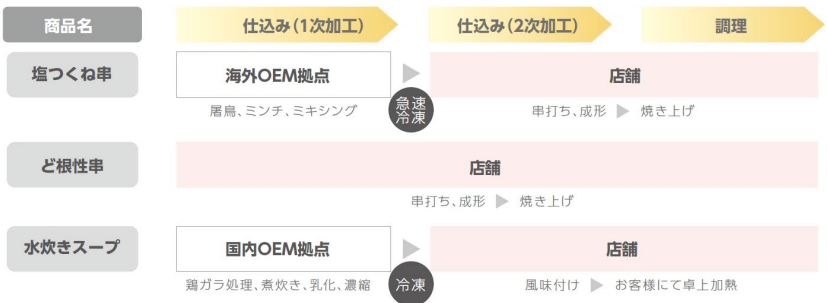 商品名
仕込み(1次加工)
仕込み(2次加工)
調理
塩つくね串
海外OEM拠点
急速
冷凍
店舗
屠鳥、ミンチ、ミキシング
串打ち、成形 ▶ 焼き上げ
ど根性串
店舗
串打ち、成形 ▶ 焼き上げ
水炊きスープ
国内OEM拠点
冷凍
店舗
鶏ガラ処理、煮炊き、乳化、濃縮
風味付け ▶ お客様にて卓上加熱